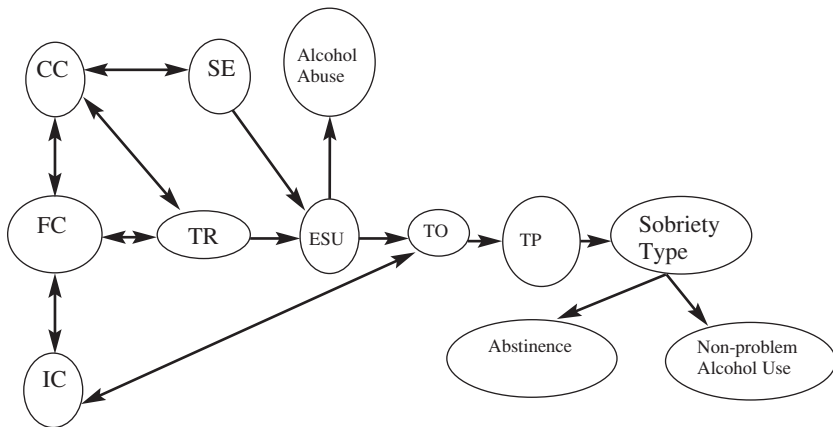 CC
SE
Alcohol
Abuse
FC
TR
ESU
TO
TP
Sobriety
Type
IC
Abstinence
Non-problem
Alcohol Use